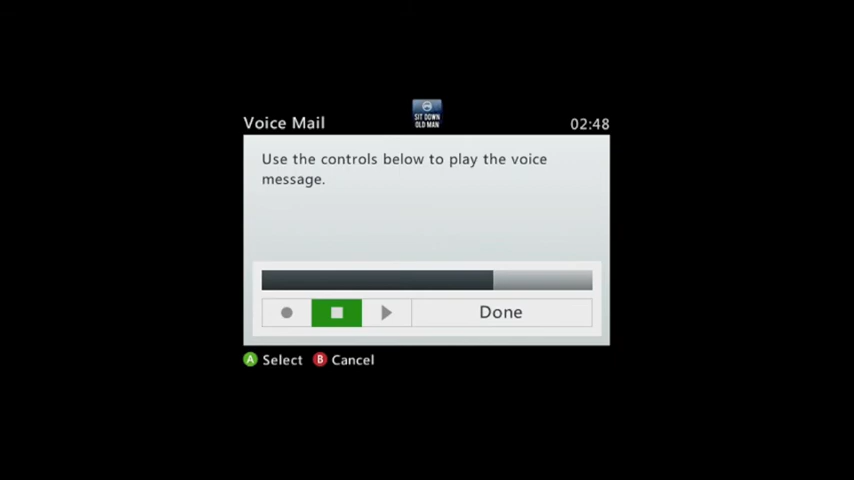 SIT DOWN
OLD MAN
Voice Mail
02:48
Use the controls below to play the voice
message.
Done
A Select B Cancel